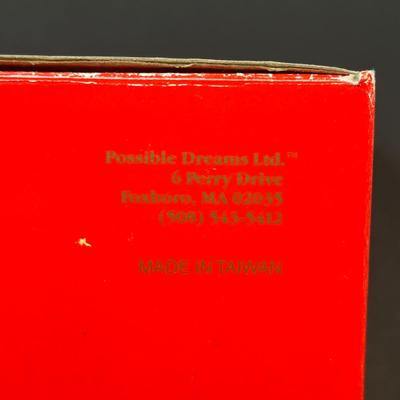 Possible Dreams Ltd.™
6 Perry Drive
Foxboro, MA 02035
(508) 543-5412
MADE IN TAIWAN